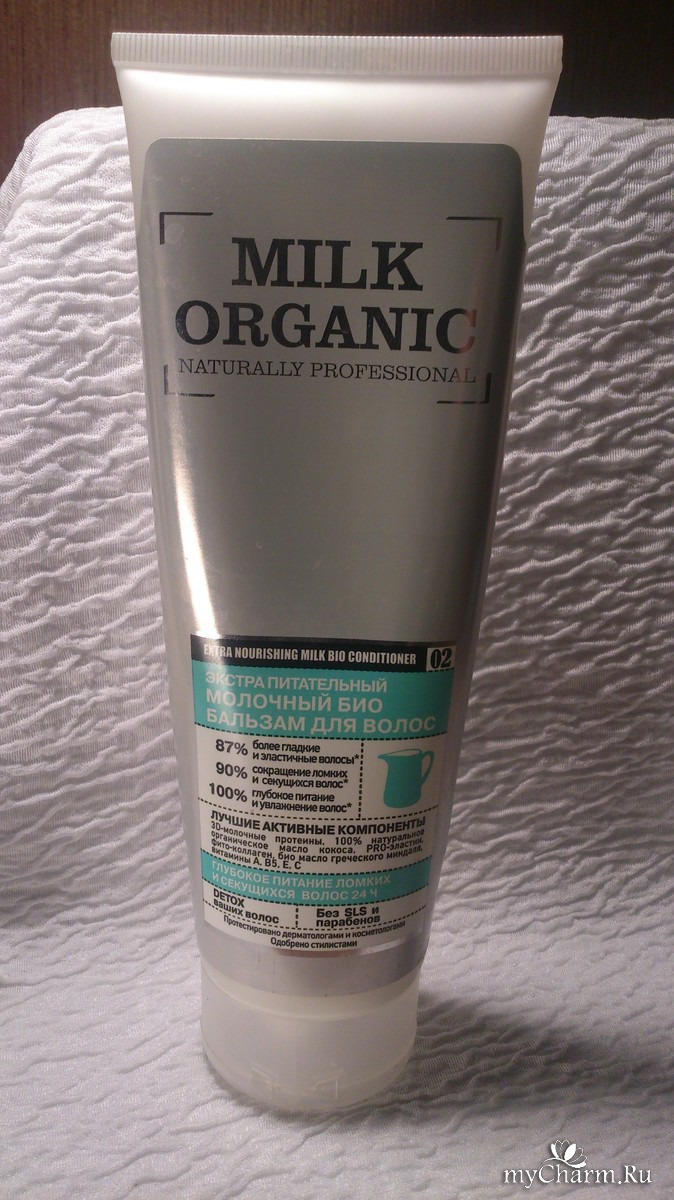 MILK
ORGANIC
NATURALLY PROFESSIONAL
EXTRA NOURISHING MILK BIO CONDITIONER 02
ЭКСТРА ПИТАТЕЛЬНЫЙ
МОЛОЧНЫЙ БИО
БАЛЬЗАМ ДЛЯ ВОЛОС
87% более гладкие
и эластичные волосы*
90% сокращение ломких
и секущихся волос*
100% глубокое питание
и увлажнение волос*
ЛУЧШИЕ АКТИВНЫЕ КОМПОНЕНТЫ
3D-молочные протеины, 100% натуральное
органическое масло кокоса, PRO-эластин,
фито-коллаген, био масло греческого миндаля,
витамины А, В5, Е, С
ГЛУБОКОЕ ПИТАНИЕ ЛОМКИХ
И СЕКУЩИХСЯ ВОЛОС 24 Ч
DETOX
ваших волос
Без SLS и
парабенов
Протестировано дерматологами и косметологами
Одобрено стилистами
myCharm.Ru